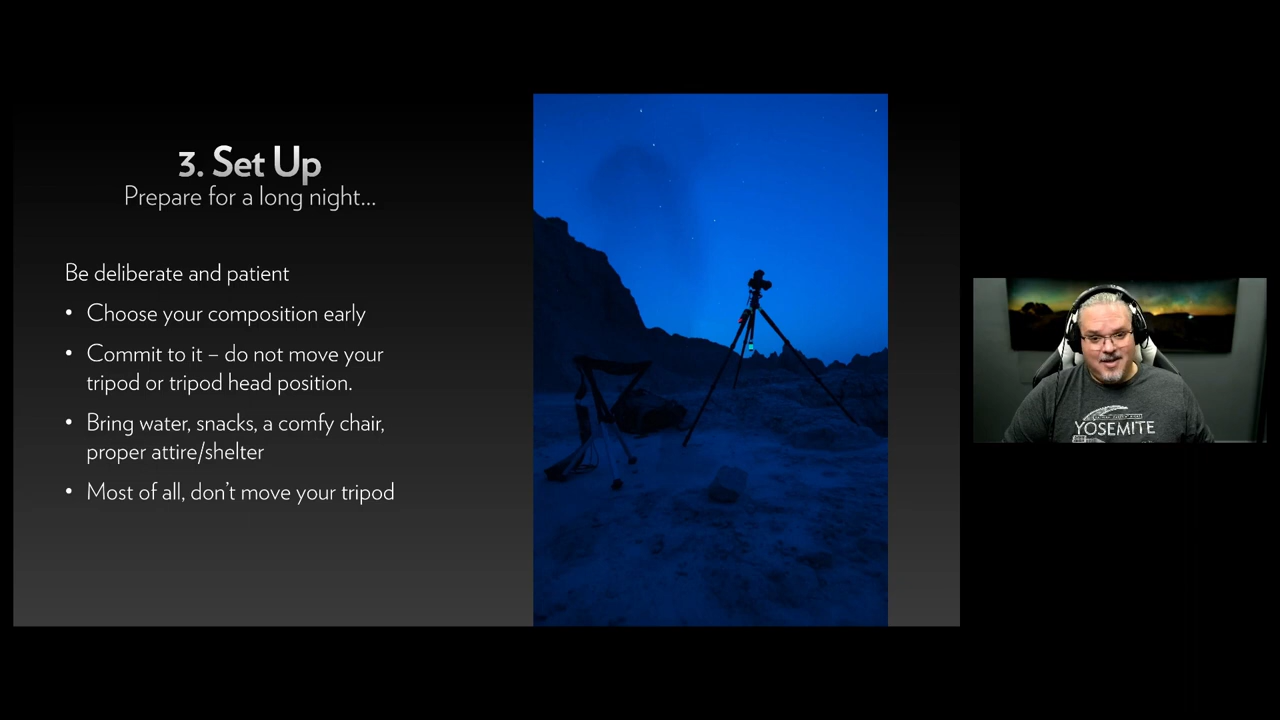 3. Set Up
Prepare for a long night...
Be deliberate and patient
• Choose your composition early
• Commit to it – do not move your
tripod or tripod head position.
• Bring water, snacks, a comfy chair,
proper attire/shelter
• Most of all, don't move your tripod
YOSEMITE